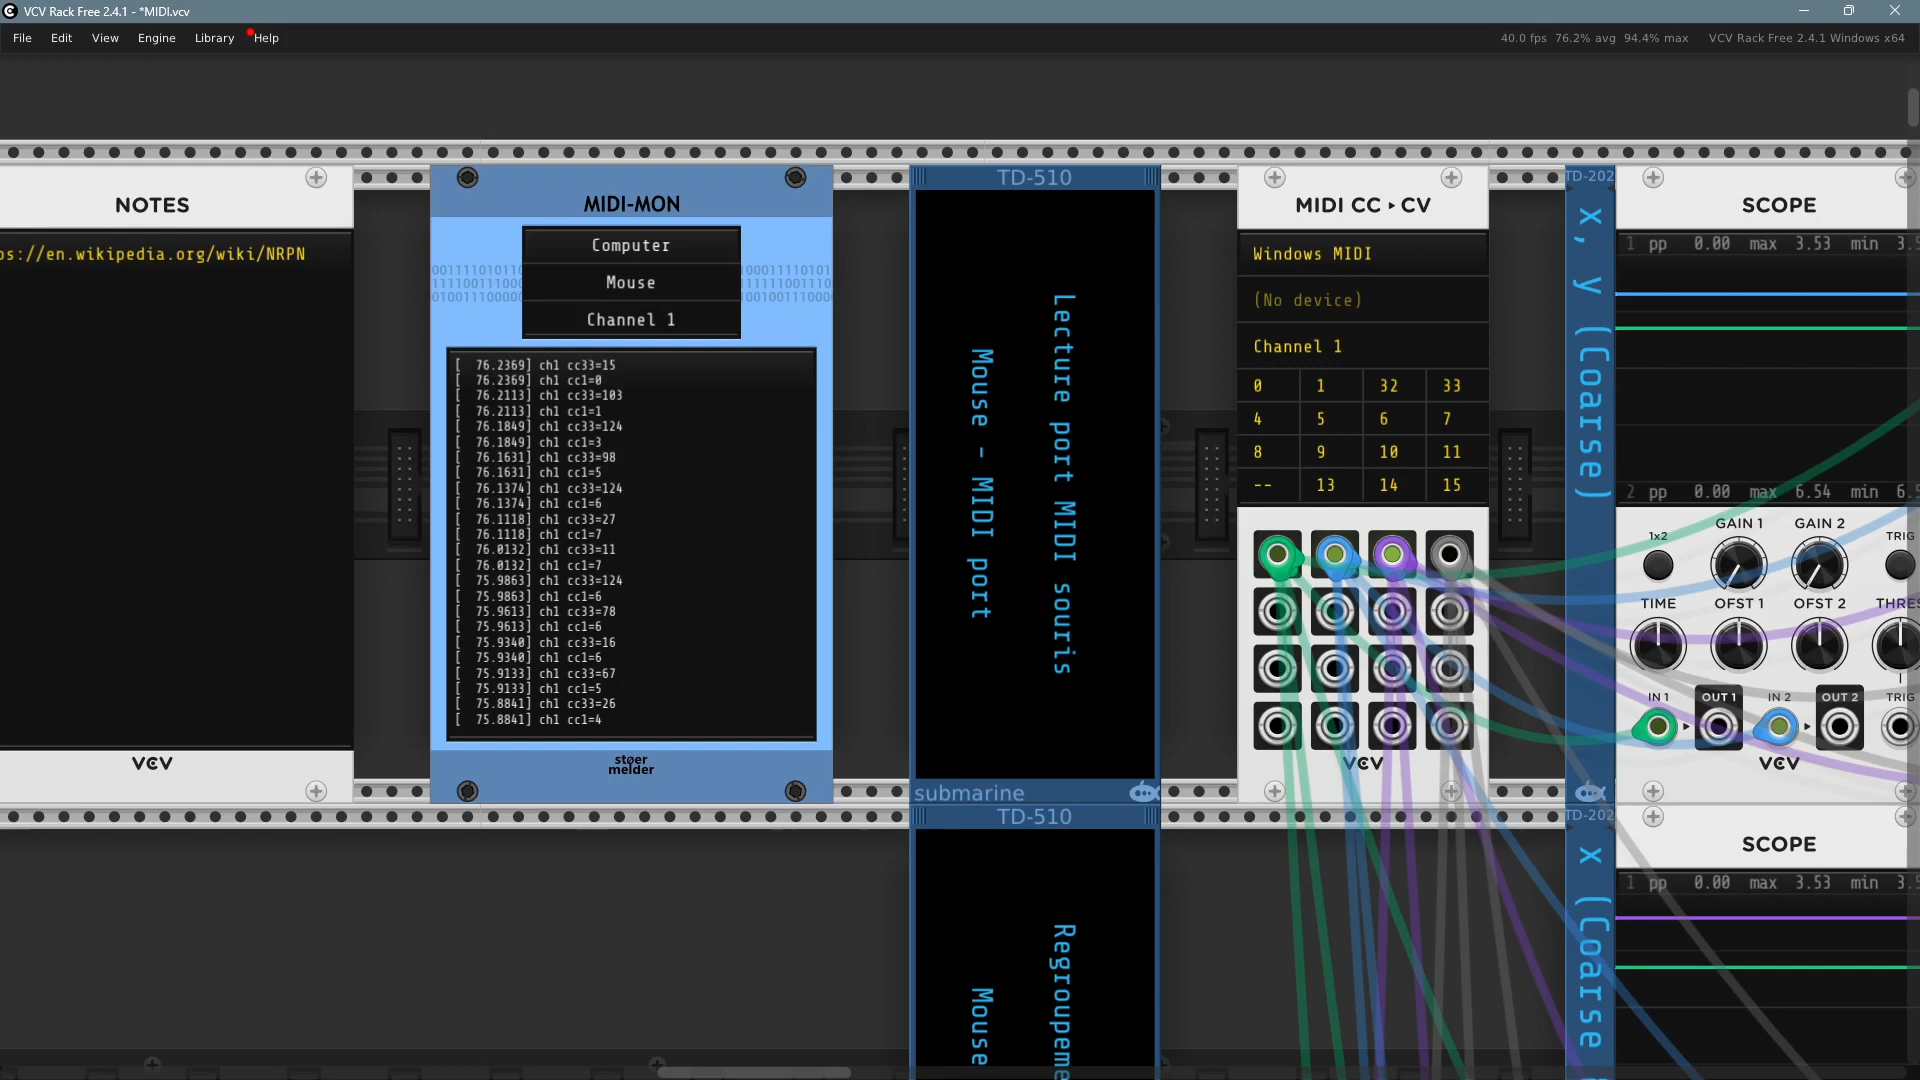 VCV Rack Free 2.4.1 - *MIDI.vcv
File Edit View Engine Library Help
40.0 fps 76.2% avg 94.4% max VCV Rack Free 2.4.1 Windows x64
NOTES
ps://en.wikipedia.org/wiki/NRPN
VCV
MIDI-MON
Computer
Mouse
Channel 1
[ 76.2369] ch1 cc33=15
[ 76.2369] ch1 cc1=0
[ 76.2113] ch1 cc33=103
[ 76.2113] ch1 cc1=1
[ 76.1849] ch1 cc33=124
[ 76.1849] ch1 cc1=3
[ 76.1631] ch1 cc33=98
[ 76.1631] ch1 cc1=5
[ 76.1374] ch1 cc33=124
[ 76.1374] ch1 cc1=6
[ 76.1118] ch1 cc33=27
[ 76.1118] ch1 cc1=7
[ 76.0132] ch1 cc33=11
[ 76.0132] ch1 cc1=7
[ 75.9863] ch1 cc33=124
[ 75.9863] ch1 cc1=6
[ 75.9613] ch1 cc33=78
[ 75.9613] ch1 cc1=6
[ 75.9340] ch1 cc33=16
[ 75.9340] ch1 cc1=6
[ 75.9133] ch1 cc33=67
[ 75.9133] ch1 cc1=5
[ 75.8841] ch1 cc33=26
[ 75.8841] ch1 cc1=4
støer
melder
TD-510
Lecture port MIDI souris
Mouse - MIDI port
submarine
TD-510
Regroupeme
Mouse
MIDI CC ▸ CV
Windows MIDI
(No device)
Channel 1
0 1 32 33
4 5 6 7
8 9 10 11
-- 13 14 15
VCV
TD-202
x, y (Coarse)
TD-202
x (Coarse
SCOPE
1 pp 0.00 max 3.53 min 3.5
2 pp 0.00 max 6.54 min 6.5
GAIN 1 GAIN 2
1x2 TRIG
TIME OFST 1 OFST 2 THRES
IN 1 OUT 1 IN 2 OUT 2 TRIG
VCV
SCOPE
1 pp 0.00 max 3.53 min 3.5